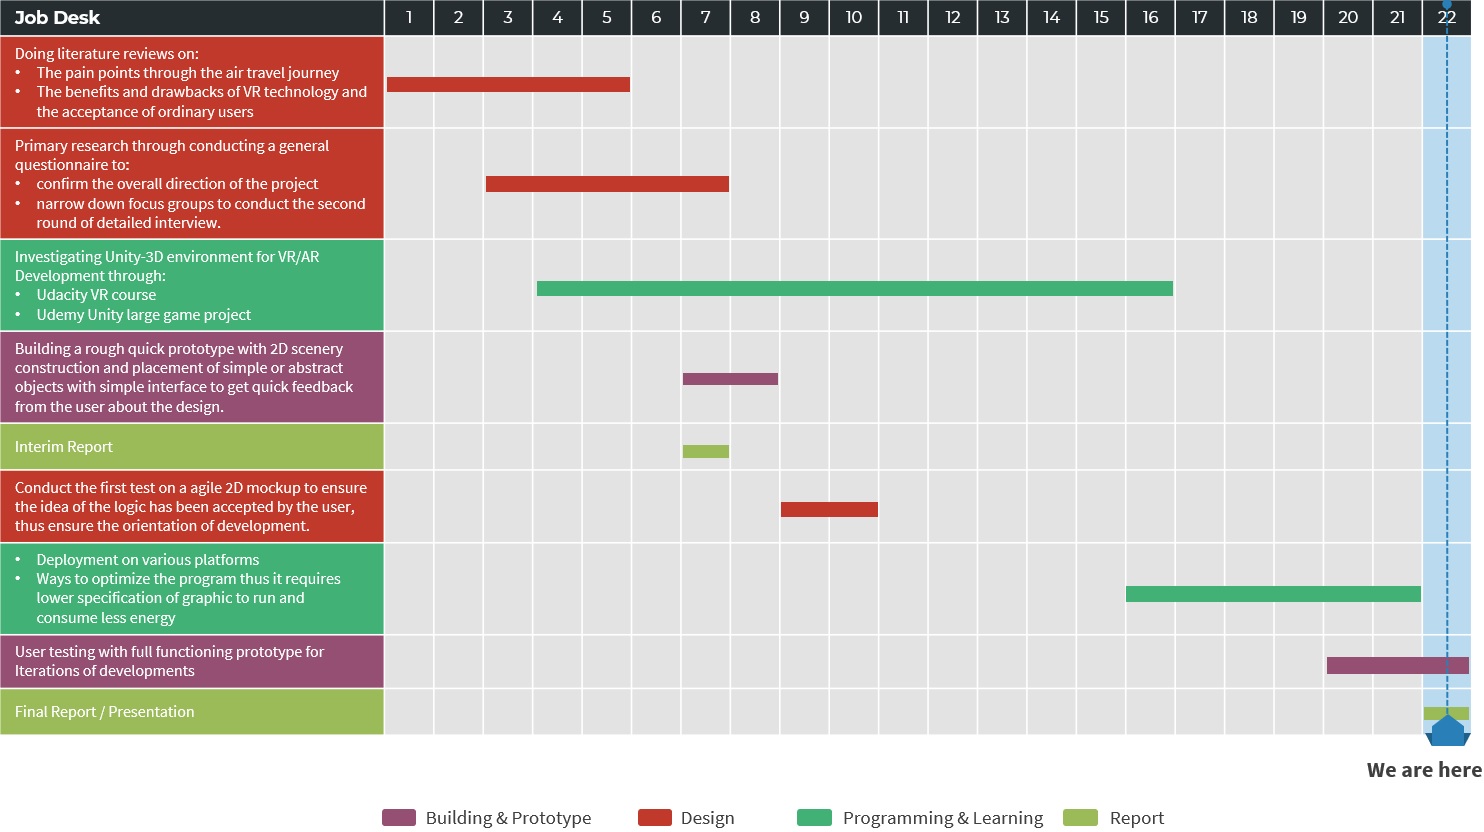 Job Desk 1 2 3 4 5 6 7 8 9 10 11 12 13 14 15 16 17 18 19 20 21 22
Doing literature reviews on:
• The pain points through the air travel journey
• The benefits and drawbacks of VR technology and
the acceptance of ordinary users
Primary research through conducting a general
questionnaire to:
• confirm the overall direction of the project
• narrow down focus groups to conduct the second
round of detailed interview.
Investigating Unity-3D environment for VR/AR
Development through:
• Udacity VR course
• Udemy Unity large game project
Building a rough quick prototype with 2D scenery
construction and placement of simple or abstract
objects with simple interface to get quick feedback
from the user about the design.
Interim Report
Conduct the first test on a agile 2D mockup to ensure
the idea of the logic has been accepted by the user,
thus ensure the orientation of development.
• Deployment on various platforms
• Ways to optimize the program thus it requires
lower specification of graphic to run and
consume less energy
User testing with full functioning prototype for
Iterations of developments
Final Report / Presentation
We are here
Building & Prototype Design Programming & Learning Report